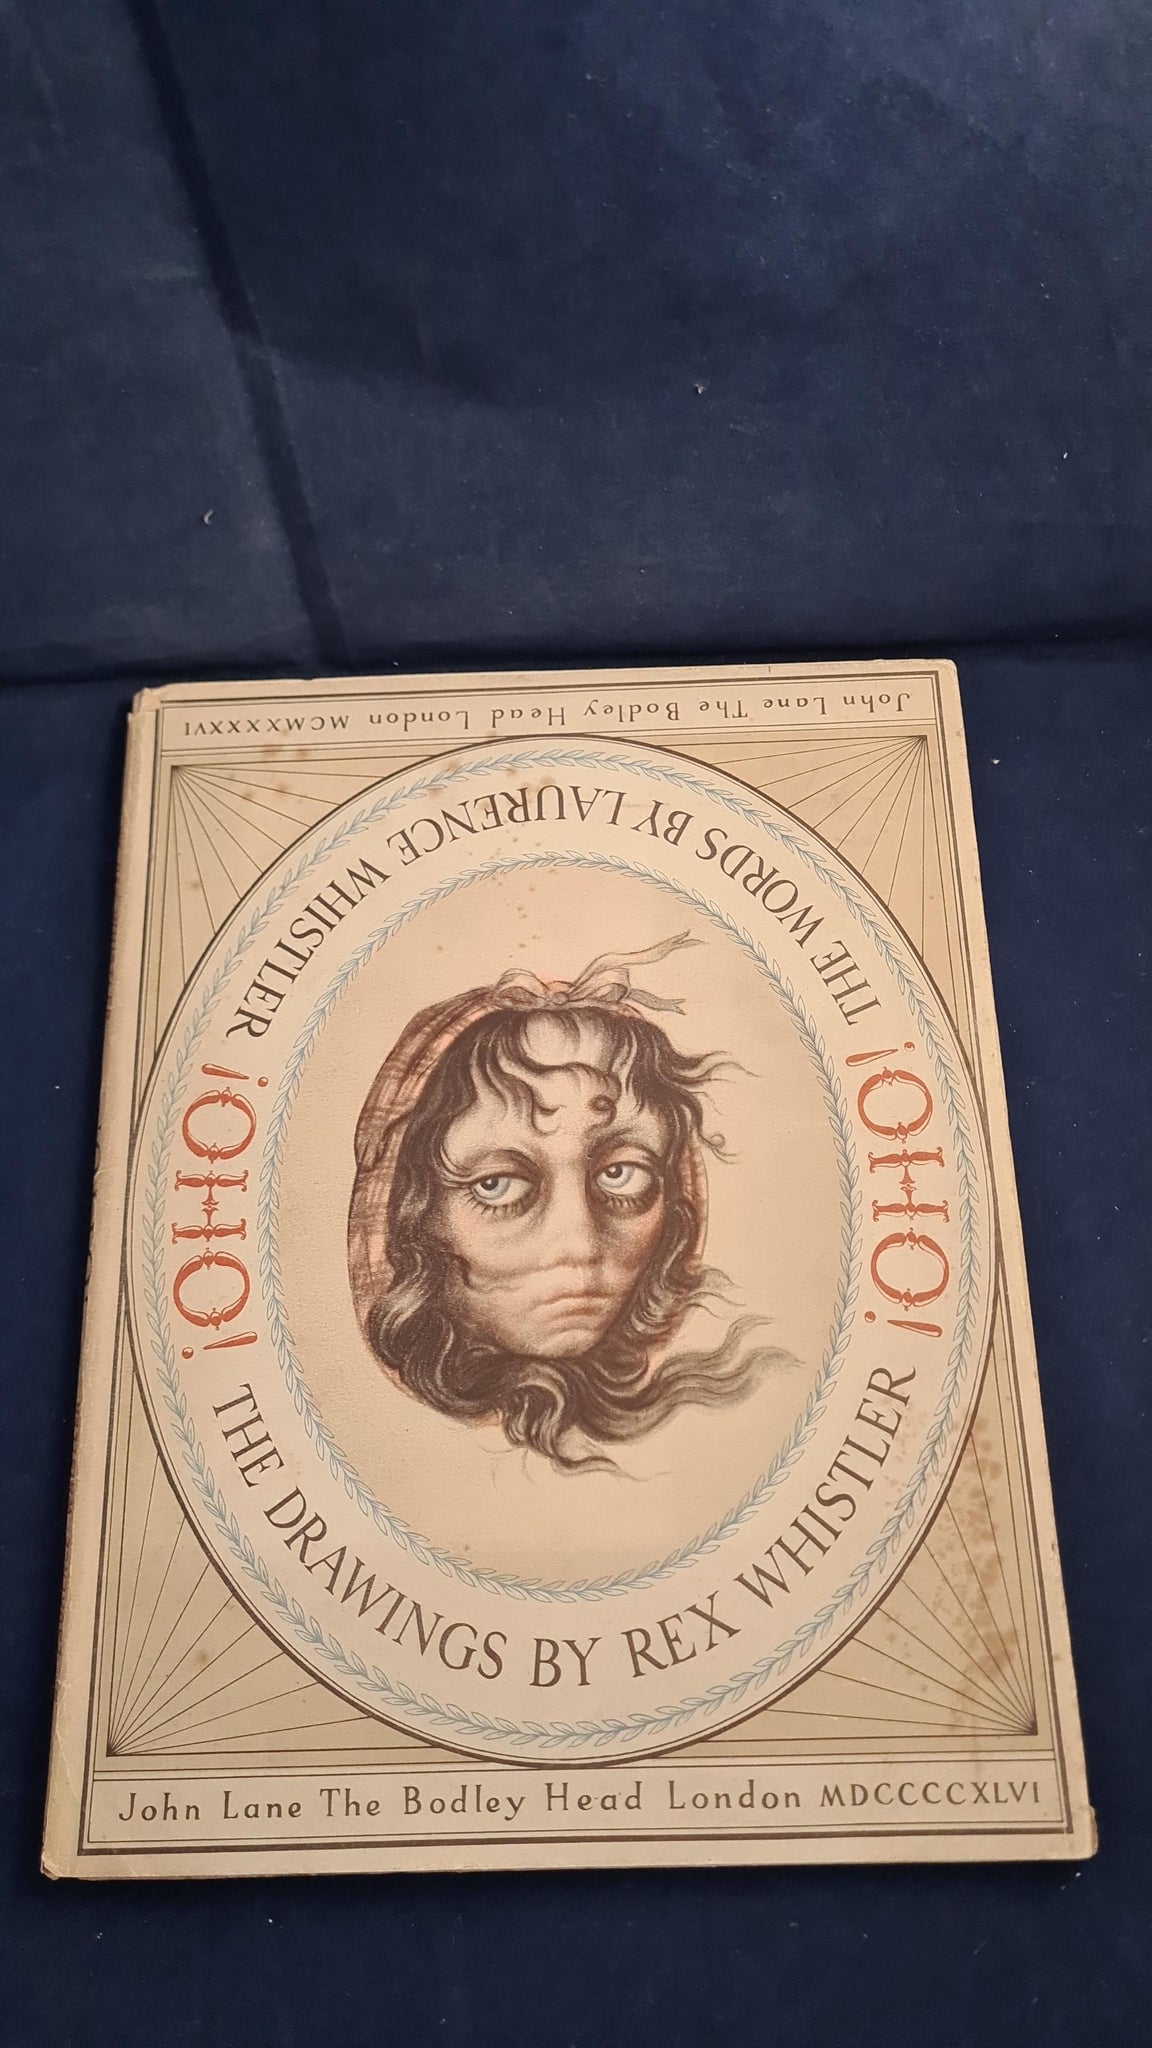 John Lane The Bodley Head London MCMXXXXVI
THE WORDS BY LAURENCE WHISTLER
¡OHO!
¡OHO!
THE DRAWINGS BY REX WHISTLER
John Lane The Bodley Head London MDCCCCXLVI